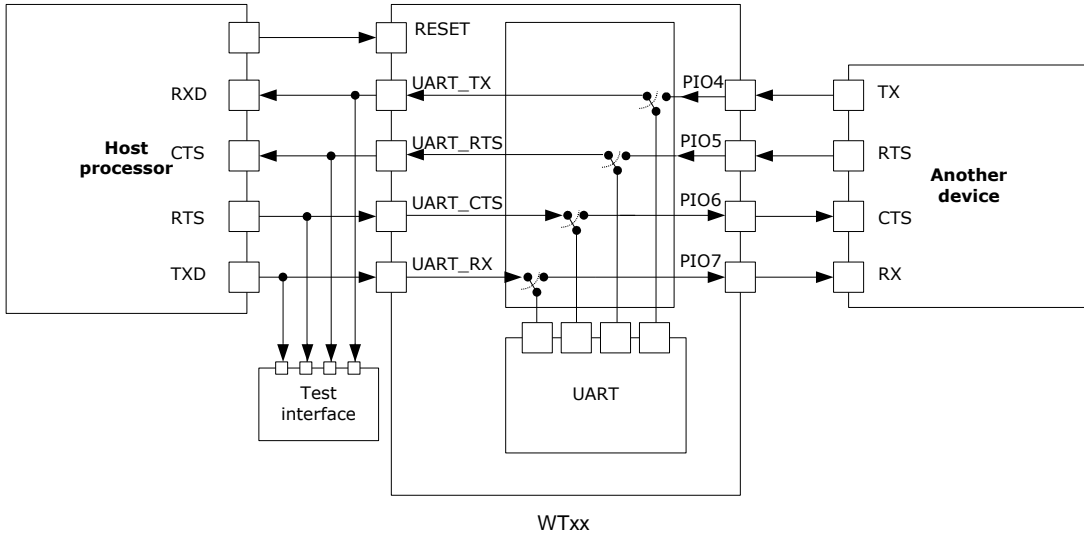 RESET
RXD
UART_TX
PIO4
TX
Host
processor
CTS
UART_RTS
PIO5
RTS
Another
device
RTS
UART_CTS
PIO6
CTS
TXD
UART_RX
PIO7
RX
Test
interface
UART
WTxx